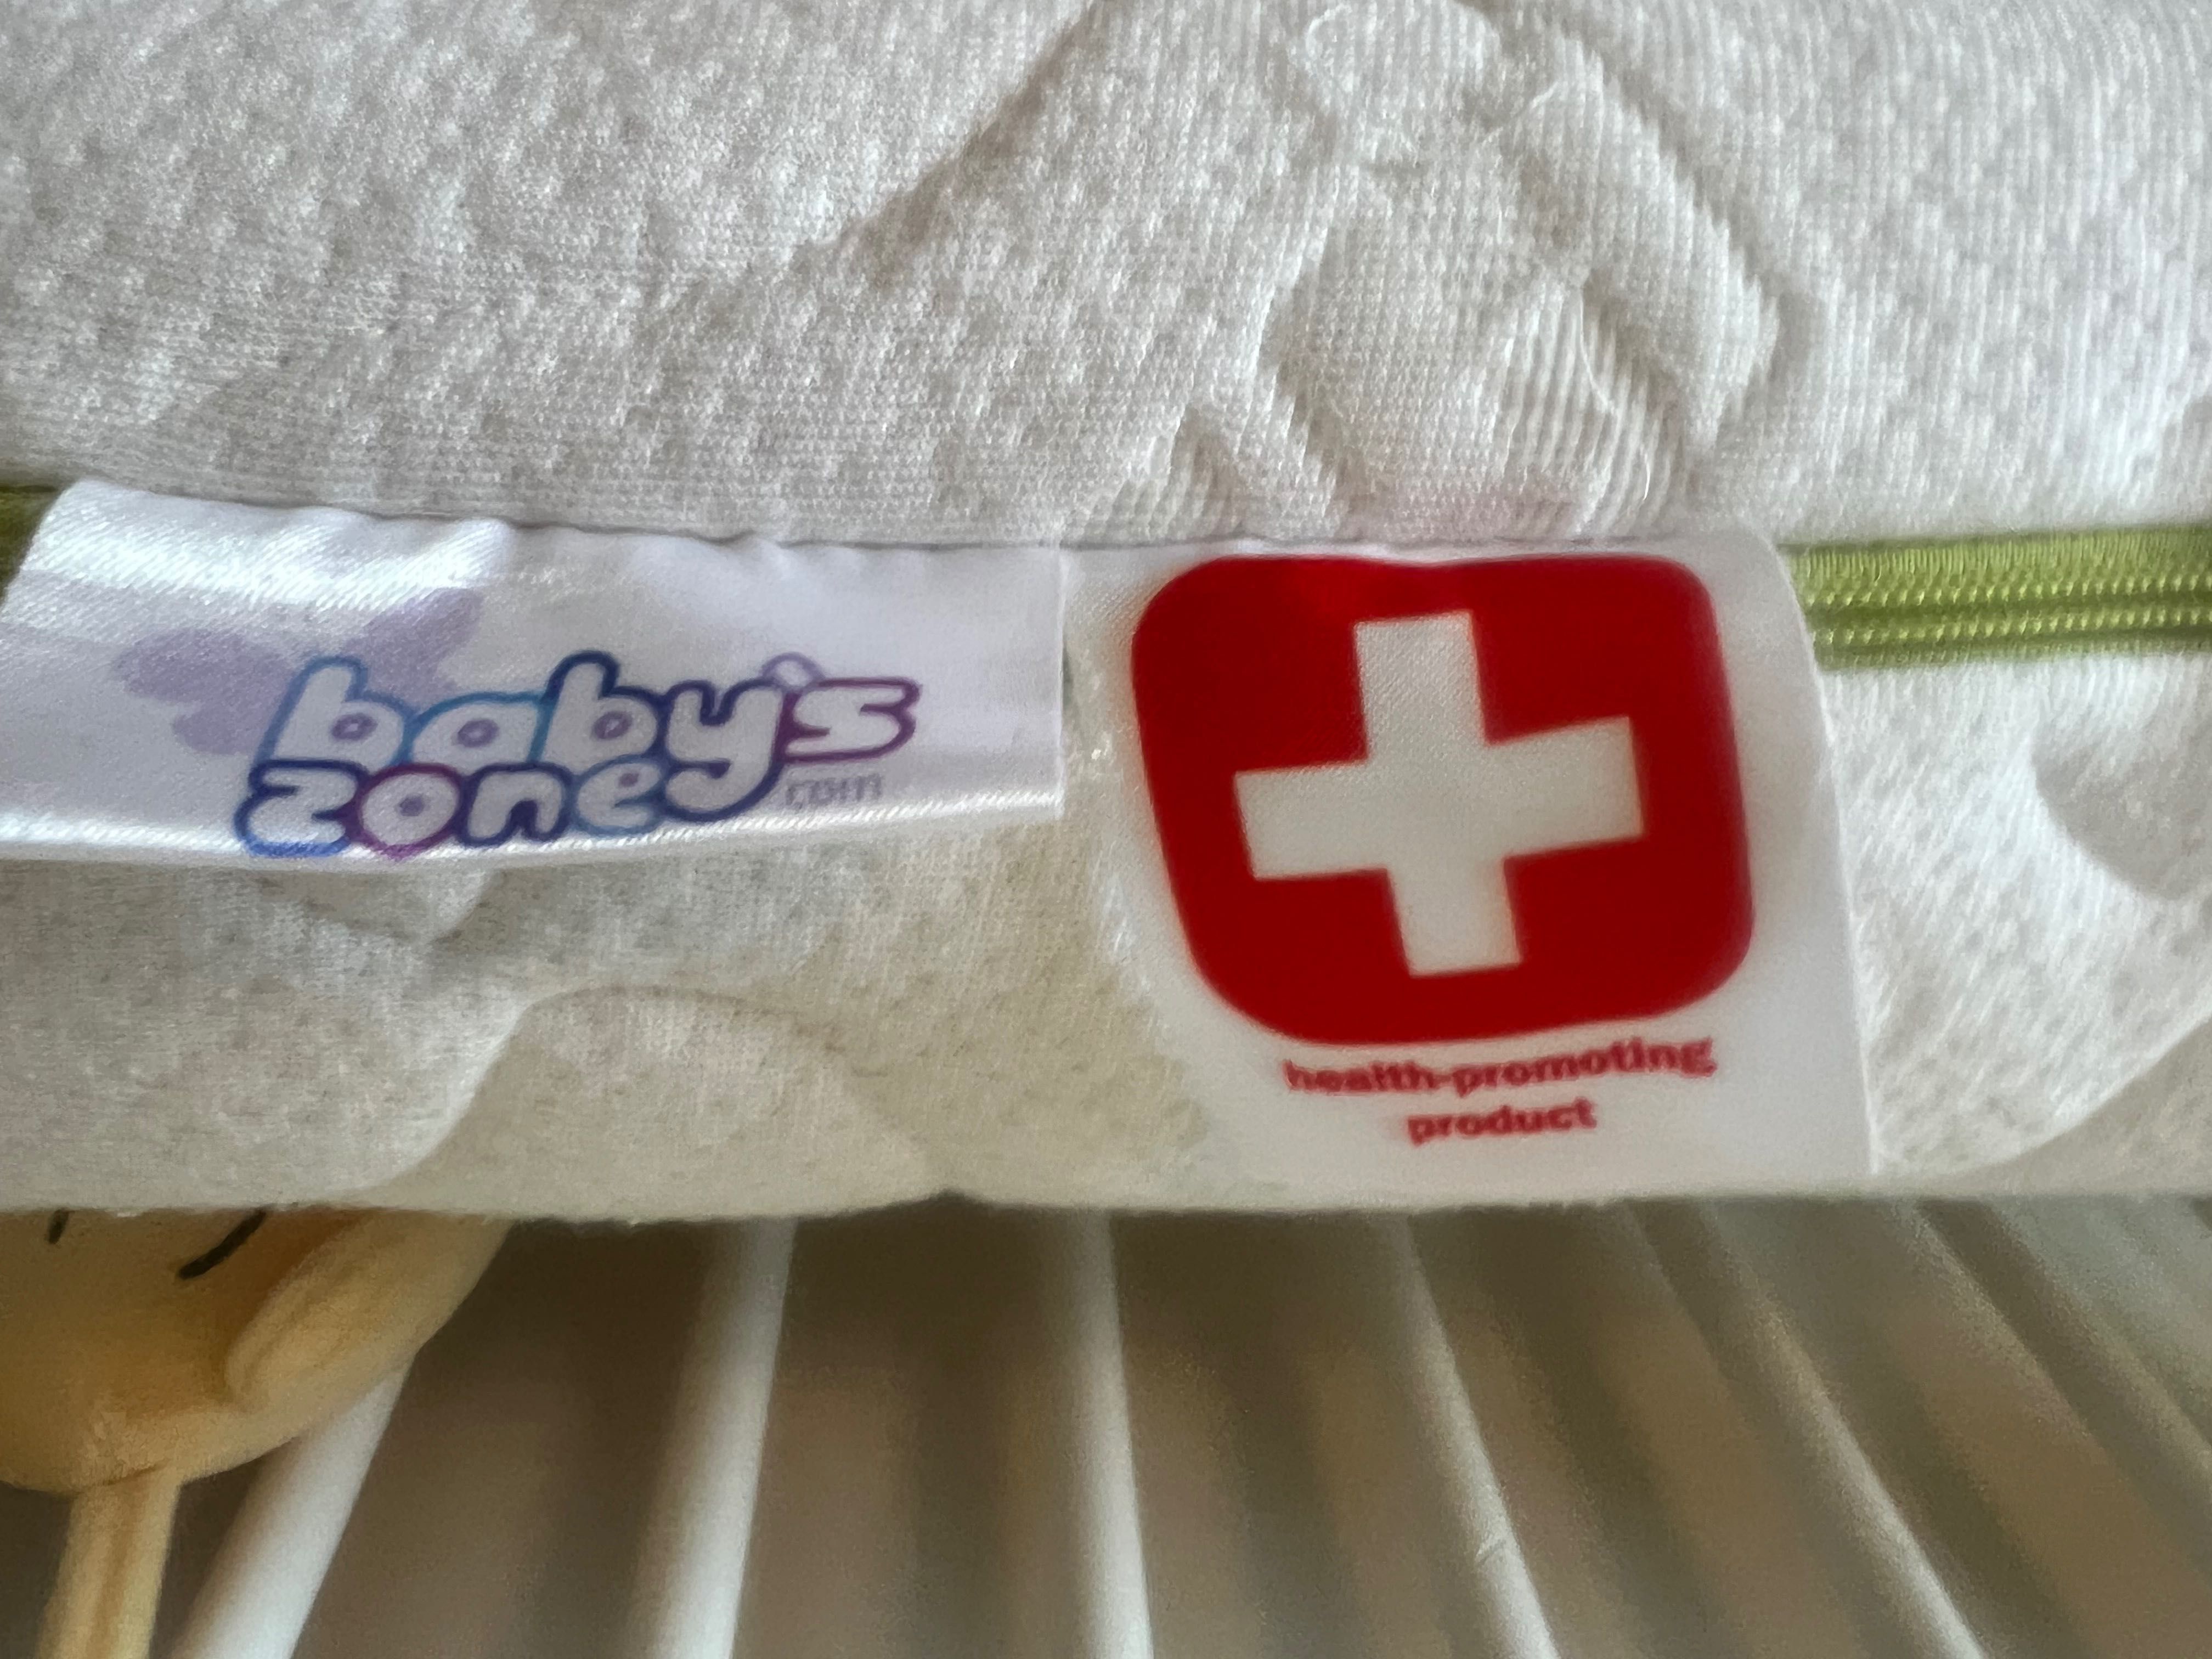 baby's
zone
.com
health-promoting
product